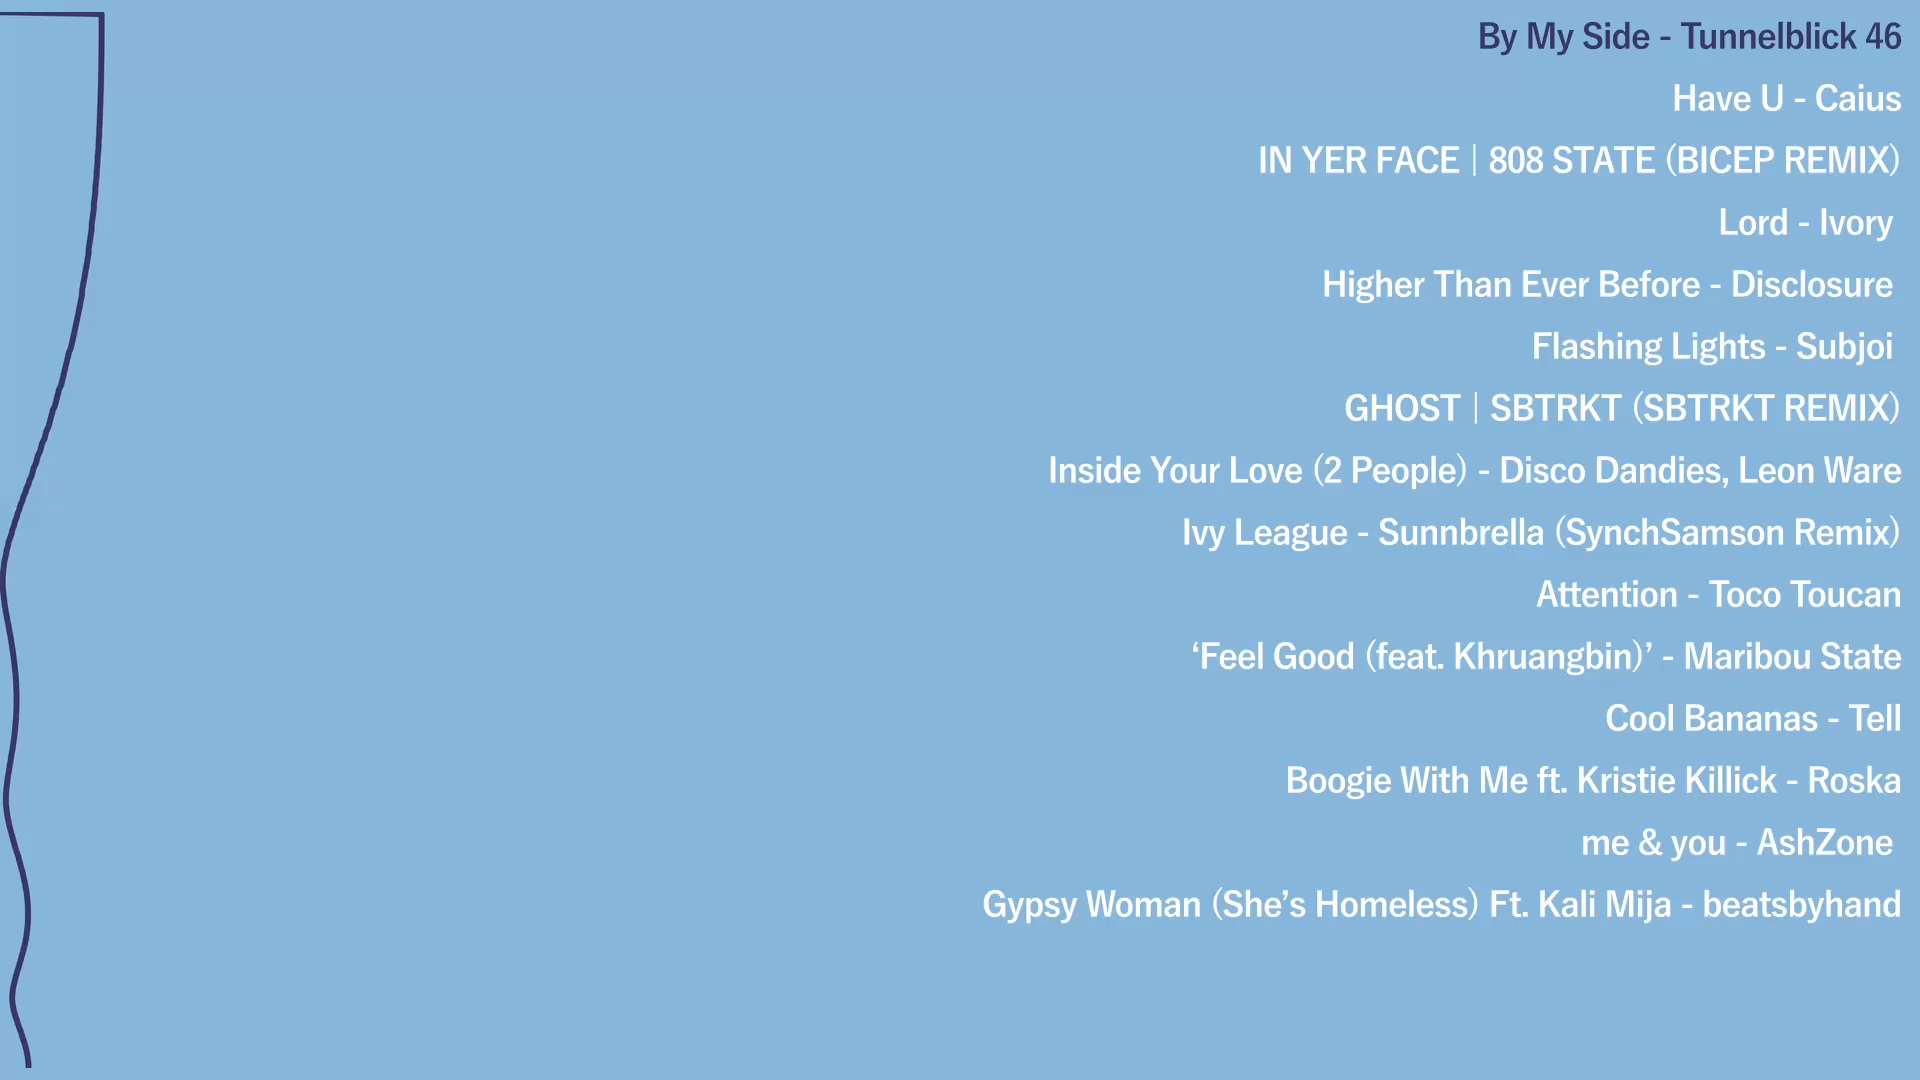 By My Side - Tunnelblick 46
Have U - Caius
IN YER FACE | 808 STATE (BICEP REMIX)
Lord - Ivory
Higher Than Ever Before - Disclosure
Flashing Lights - Subjoi
GHOST | SBTRKT (SBTRKT REMIX)
Inside Your Love (2 People) - Disco Dandies, Leon Ware
Ivy League - Sunnbrella (SynchSamson Remix)
Attention - Toco Toucan
‘Feel Good (feat. Khruangbin)’ - Maribou State
Cool Bananas - Tell
Boogie With Me ft. Kristie Killick - Roska
me & you - AshZone
Gypsy Woman (She’s Homeless) Ft. Kali Mija - beatsbyhand